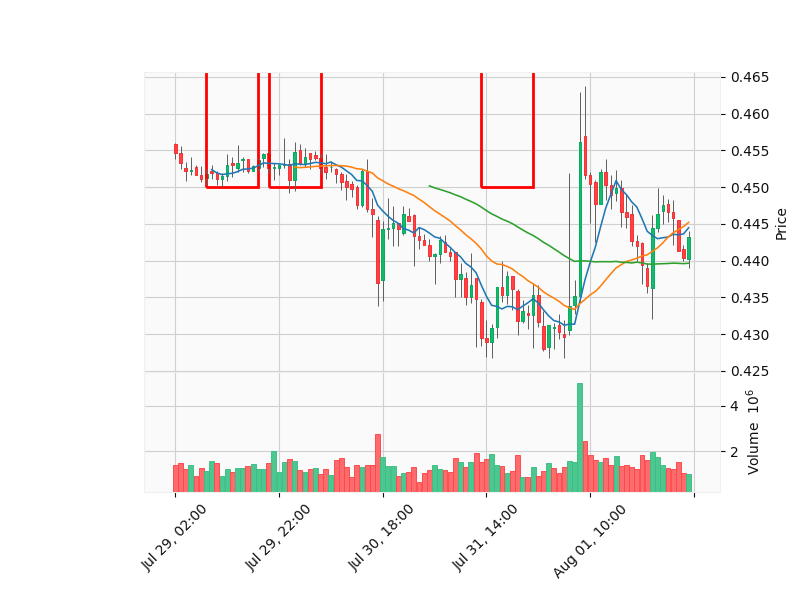 0.465
0.460
0.455
0.450
0.445
0.440
0.435
0.430
0.425
Price
4
2
Volume 10^6
Jul 29, 02:00
Jul 29, 22:00
Jul 30, 18:00
Jul 31, 14:00
Aug 01, 10:00